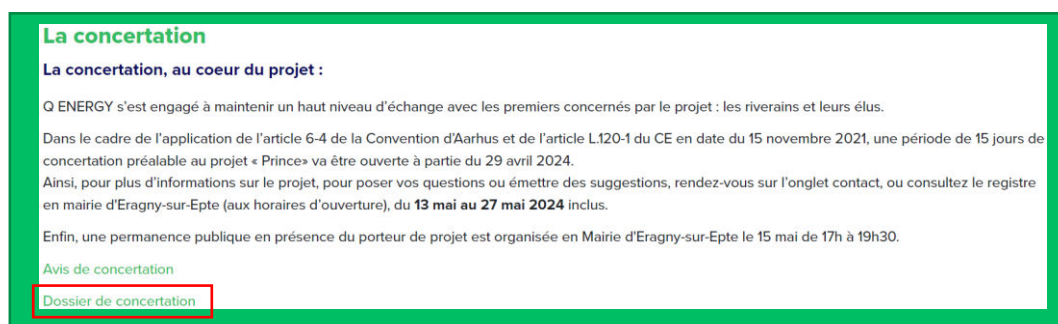 La concertation
La concertation, au coeur du projet :
Q ENERGY s'est engagé à maintenir un haut niveau d'échange avec les premiers concernés par le projet : les riverains et leurs élus.
Dans le cadre de l'application de l'article 6-4 de la Convention d'Aarhus et de l'article L.120-1 du CE en date du 15 novembre 2021, une période de 15 jours de
concertation préalable au projet « Prince» va être ouverte à partie du 29 avril 2024.
Ainsi, pour plus d'informations sur le projet, pour poser vos questions ou émettre des suggestions, rendez-vous sur l'onglet contact, ou consultez le registre
en mairie d'Eragny-sur-Epte (aux horaires d'ouverture), du 13 mai au 27 mai 2024 inclus.
Enfin, une permanence publique en présence du porteur de projet est organisée en Mairie d'Eragny-sur-Epte le 15 mai de 17h à 19h30.
Avis de concertation
Dossier de concertation